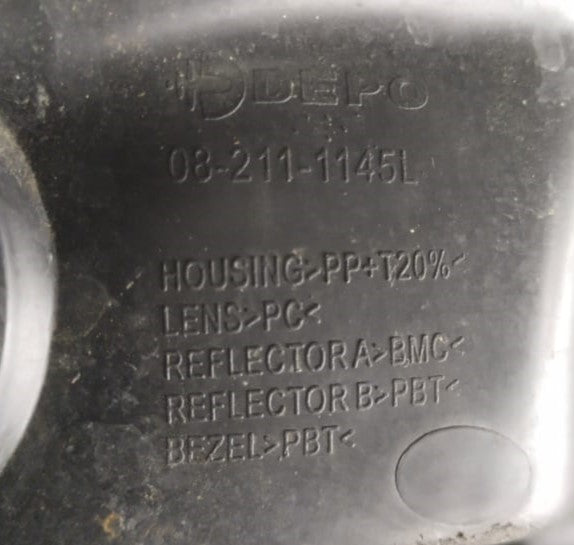 DEPO
08-211-1145L
HOUSING>PP+T20%<
LENS>PC<
REFLECTOR A>BMC<
REFLECTOR B>PBT<
BEZEL>PBT<